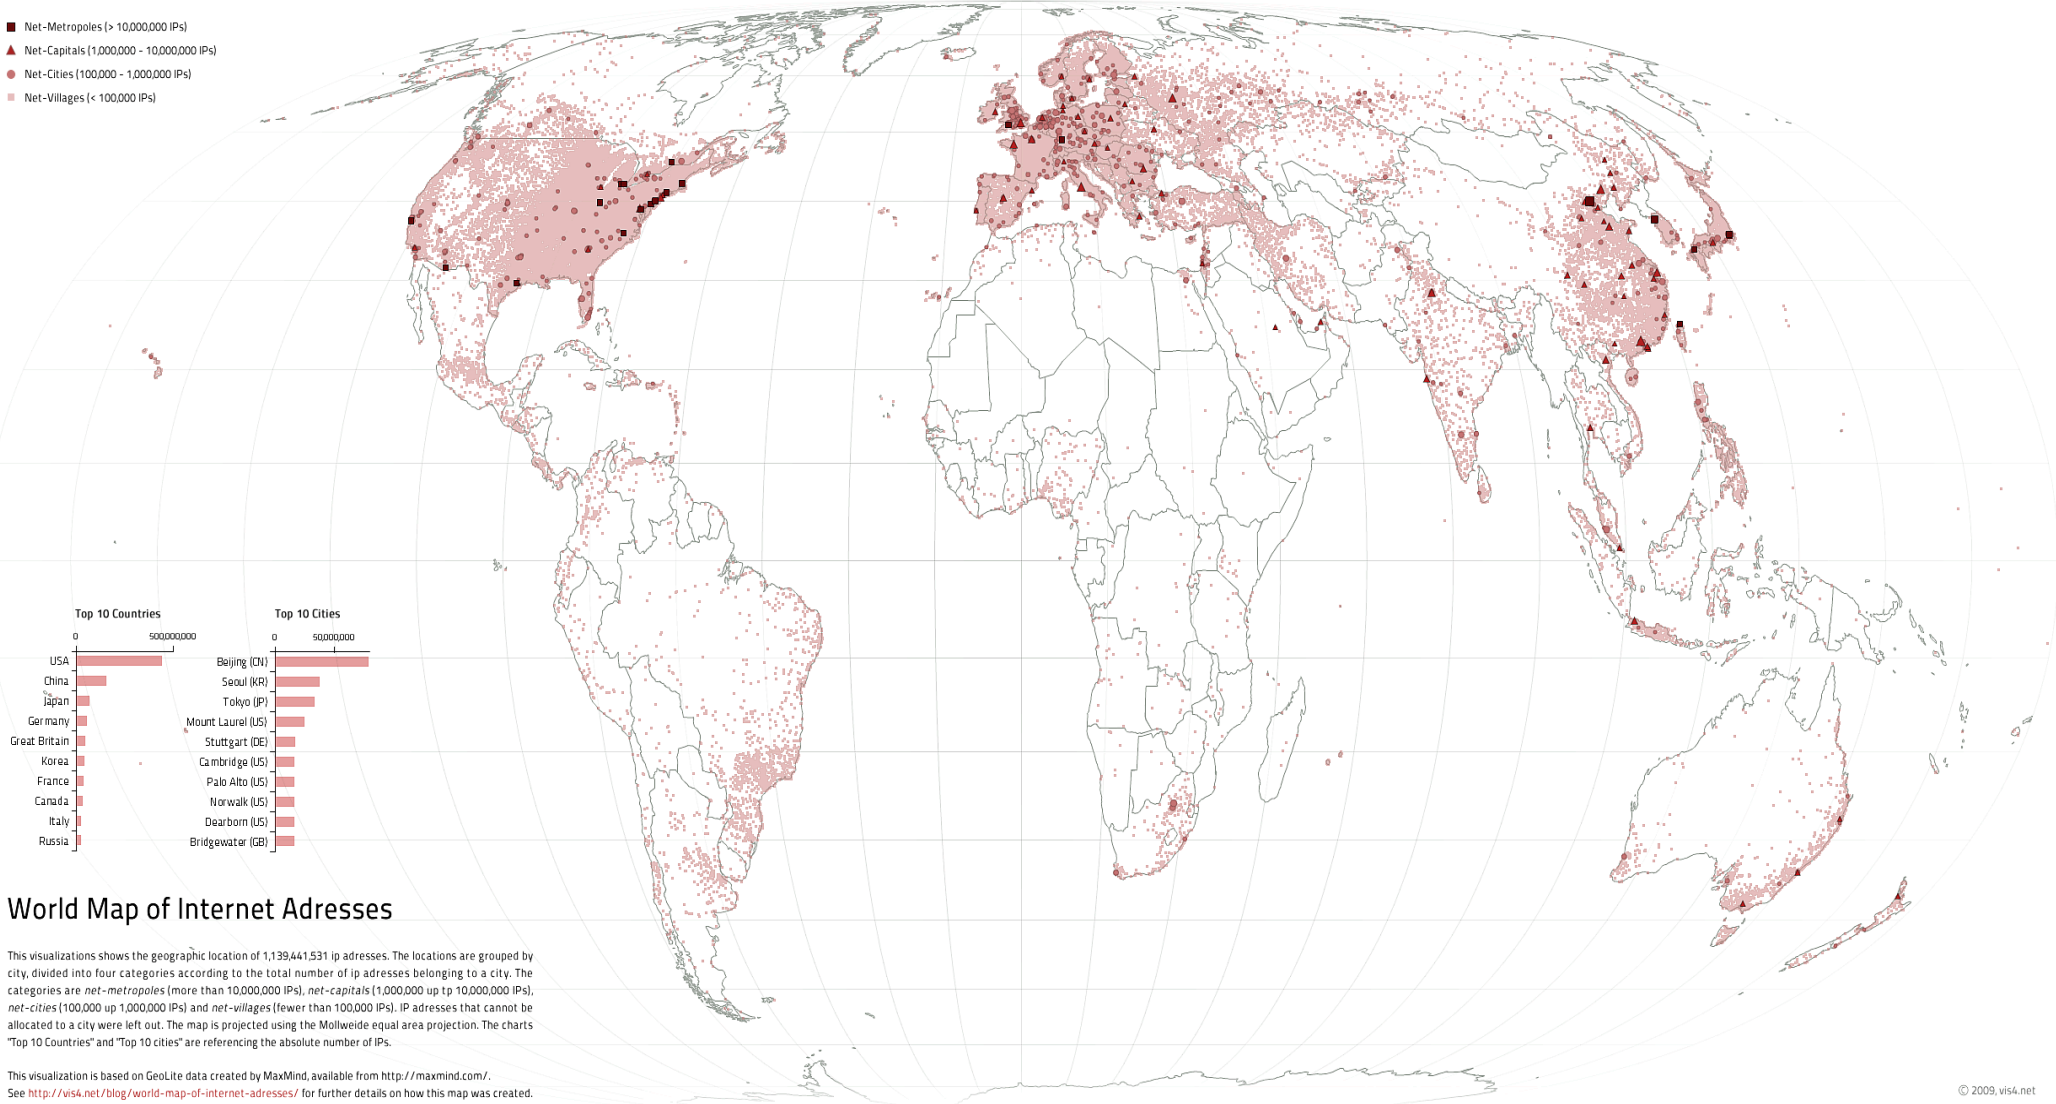 Net-Metropoles (> 10,000,000 IPs)
Net-Capitals (1,000,000 - 10,000,000 IPs)
Net-Cities (100,000 - 1,000,000 IPs)
Net-Villages (< 100,000 IPs)
Top 10 Countries
0 500,000,000
USA
China
Japan
Germany
Great Britain
Korea
France
Canada
Italy
Russia
Top 10 Cities
0 50,000,000
Beijing (CN)
Seoul (KR)
Tokyo (JP)
Mount Laurel (US)
Stuttgart (DE)
Cambridge (US)
Palo Alto (US)
Norwalk (US)
Dearborn (US)
Bridgewater (GB)
World Map of Internet Adresses
This visualizations shows the geographic location of 1,139,441,531 ip adresses. The locations are grouped by
city, divided into four categories according to the total number of ip adresses belonging to a city. The
categories are net-metropoles (more than 10,000,000 IPs), net-capitals (1,000,000 up tp 10,000,000 IPs),
net-cities (100,000 up 1,000,000 IPs) and net-villages (fewer than 100,000 IPs). IP adresses that cannot be
allocated to a city were left out. The map is projected using the Mollweide equal area projection. The charts
"Top 10 Countries" and "Top 10 cities" are referencing the absolute number of IPs.
This visualization is based on GeoLite data created by MaxMind, available from http://maxmind.com/.
See http://vis4.net/blog/world-map-of-internet-adresses/ for further details on how this map was created.
© 2009, vis4.net